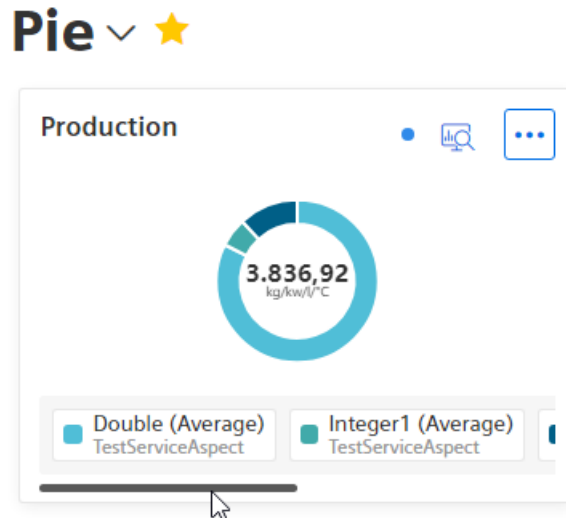 Pie
Production
3.836,92
kg/kw/l/°C
Double (Average)
TestServiceAspect
Integer1 (Average)
TestServiceAspect